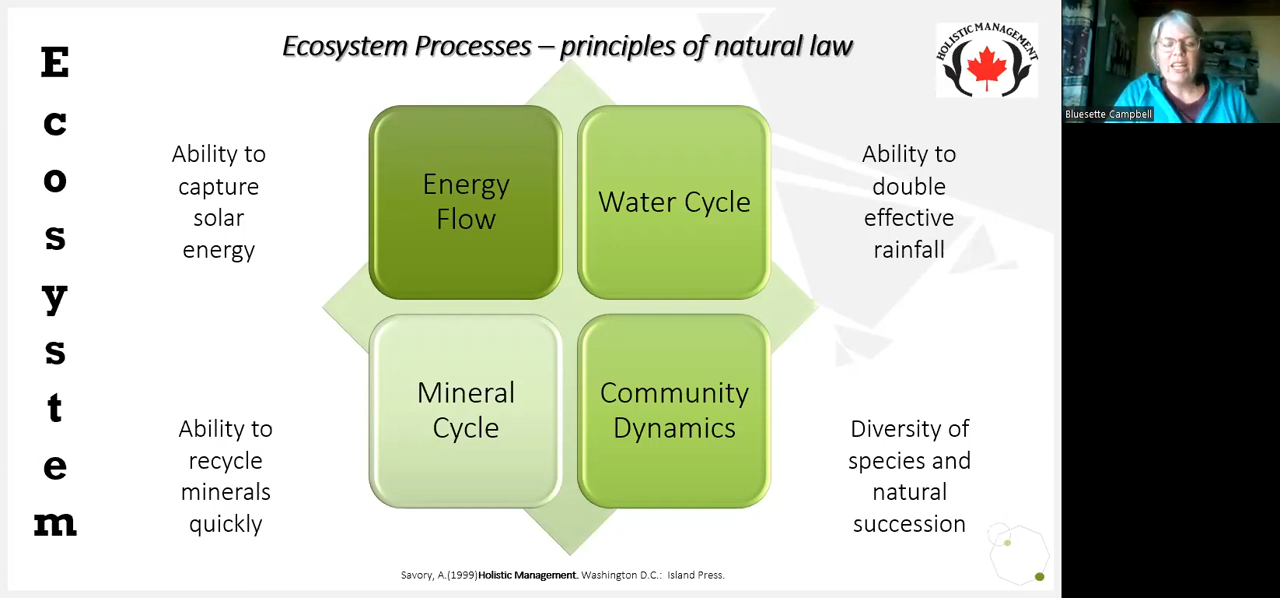 Ecosystem
Ecosystem Processes – principles of natural law
HOLISTIC MANAGEMENT
Bluesette Campbell
Ability to
capture
solar
energy
Energy
Flow
Water Cycle
Ability to
double
effective
rainfall
Ability to
recycle
minerals
quickly
Mineral
Cycle
Community
Dynamics
Diversity of
species and
natural
succession
Savory, A.(1999)Holistic Management. Washington D.C.: Island Press.